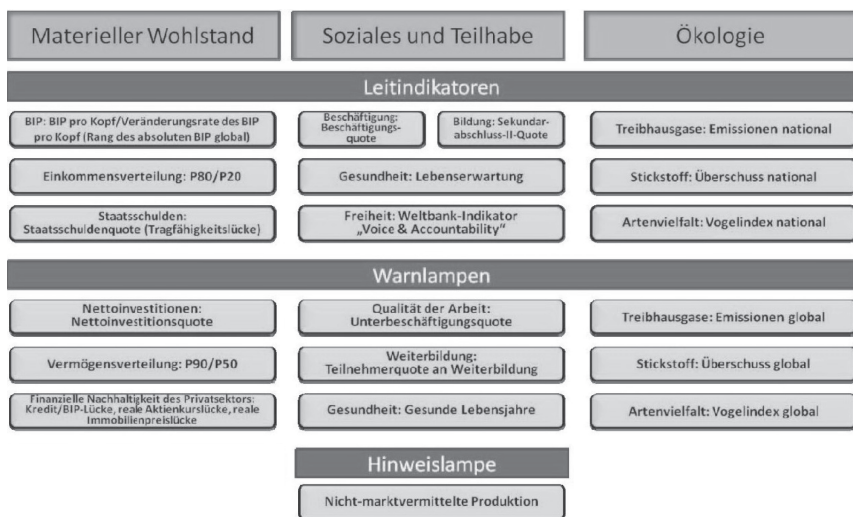 Materieller Wohlstand
Soziales und Teilhabe
Ökologie
Leitindikatoren
BIP: BIP pro Kopf/Veränderungsrate des BIP
pro Kopf (Rang des absoluten BIP global)
Beschäftigung:
Beschäftigungs-
quote
Bildung: Sekundar-
abschluss-II-Quote
Treibhausgase: Emissionen national
Einkommensverteilung: P80/P20
Gesundheit: Lebenserwartung
Stickstoff: Überschuss national
Staatsschulden:
Staatsschuldenquote (Tragfähigkeitslücke)
Freiheit: Weltbank-Indikator
„Voice & Accountability“
Artenvielfalt: Vogelindex national
Warnlampen
Nettoinvestitionen:
Nettoinvestitionsquote
Qualität der Arbeit:
Unterbeschäftigungsquote
Treibhausgase: Emissionen global
Vermögensverteilung: P90/P50
Weiterbildung:
Teilnehmerquote an Weiterbildung
Stickstoff: Überschuss global
Finanzielle Nachhaltigkeit des Privatsektors:
Kredit/BIP-Lücke, reale Aktienkurslücke, reale
Immobilienpreislücke
Gesundheit: Gesunde Lebensjahre
Artenvielfalt: Vogelindex global
Hinweislampe
Nicht-marktvermittelte Produktion